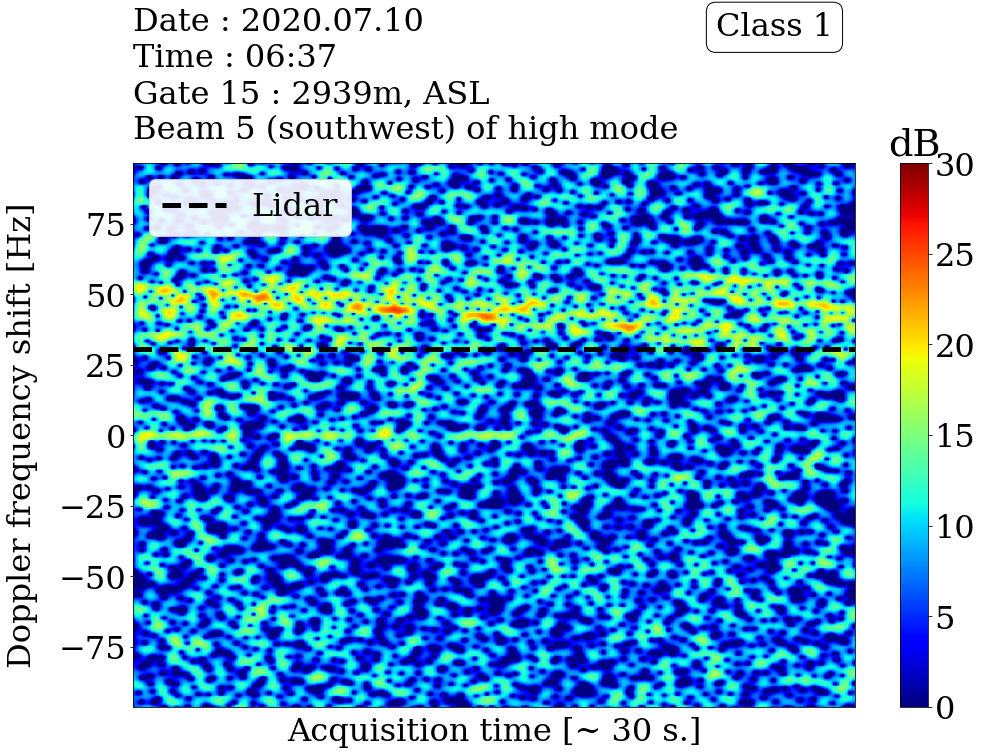 Date : 2020.07.10
Time : 06:37
Gate 15 : 2939m, ASL
Beam 5 (southwest) of high mode
Class 1
dB
Lidar
Doppler frequency shift [Hz]
75
50
25
0
−25
−50
−75
Acquisition time [~ 30 s.]
30
25
20
15
10
5
0